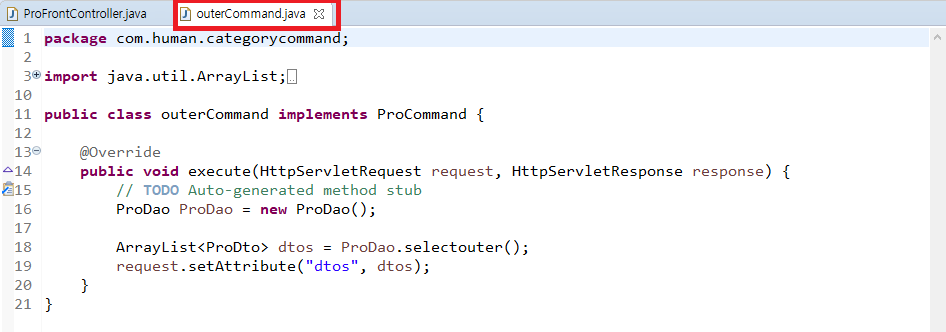 ProFrontController.java outerCommand.java
1 package com.human.categorycommand;
2
3 import java.util.ArrayList;
10
11 public class outerCommand implements ProCommand {
12
13 @Override
14 public void execute(HttpServletRequest request, HttpServletResponse response) {
15 // TODO Auto-generated method stub
16 ProDao ProDao = new ProDao();
17
18 ArrayList<ProDto> dtos = ProDao.selectouter();
19 request.setAttribute("dtos", dtos);
20 }
21 }